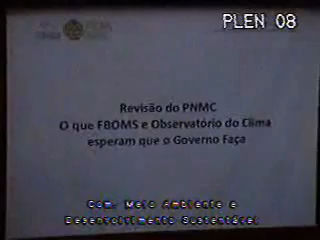 PLEN 08
Revisão do PNMC
O que FBOMS e Observatório do Clima
esperam que o Governo Faça
Com. Meio Ambiente e
Desenvolvimento Sustentável